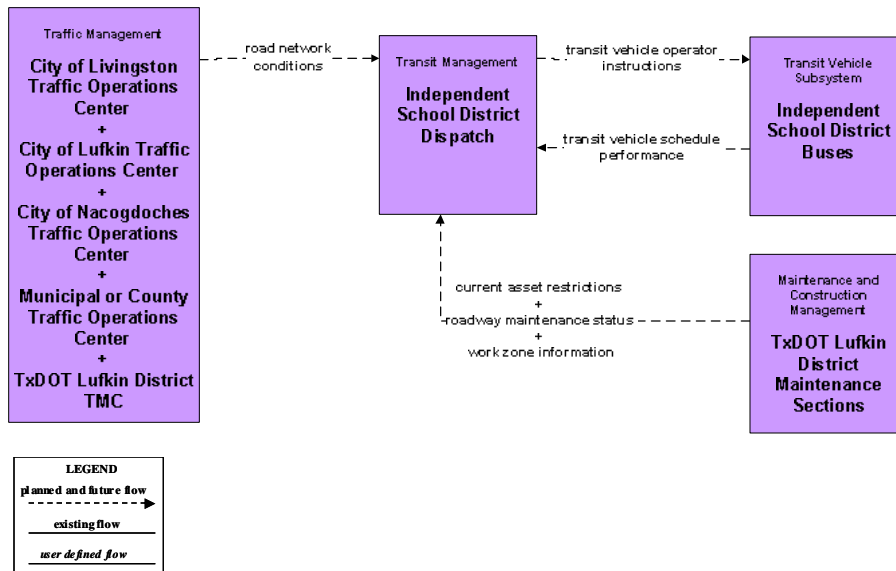 Traffic Management
City of Livingston
Traffic Operations
Center
+
City of Lufkin Traffic
Operations Center
+
City of Nacogdoches
Traffic Operations
Center
+
Municipal or County
Traffic Operations
Center
+
TxDOT Lufkin District
TMC
road network
conditions
Transit Management
Independent
School District
Dispatch
transit vehicle operator
instructions
transit vehicle schedule
performance
Transit Vehicle
Subsystem
Independent
School District
Buses
current asset restrictions
+
roadway maintenance status
+
work zone information
Maintenance and
Construction
Management
TxDOT Lufkin
District
Maintenance
Sections
LEGEND
planned and future flow
existing flow
user defined flow